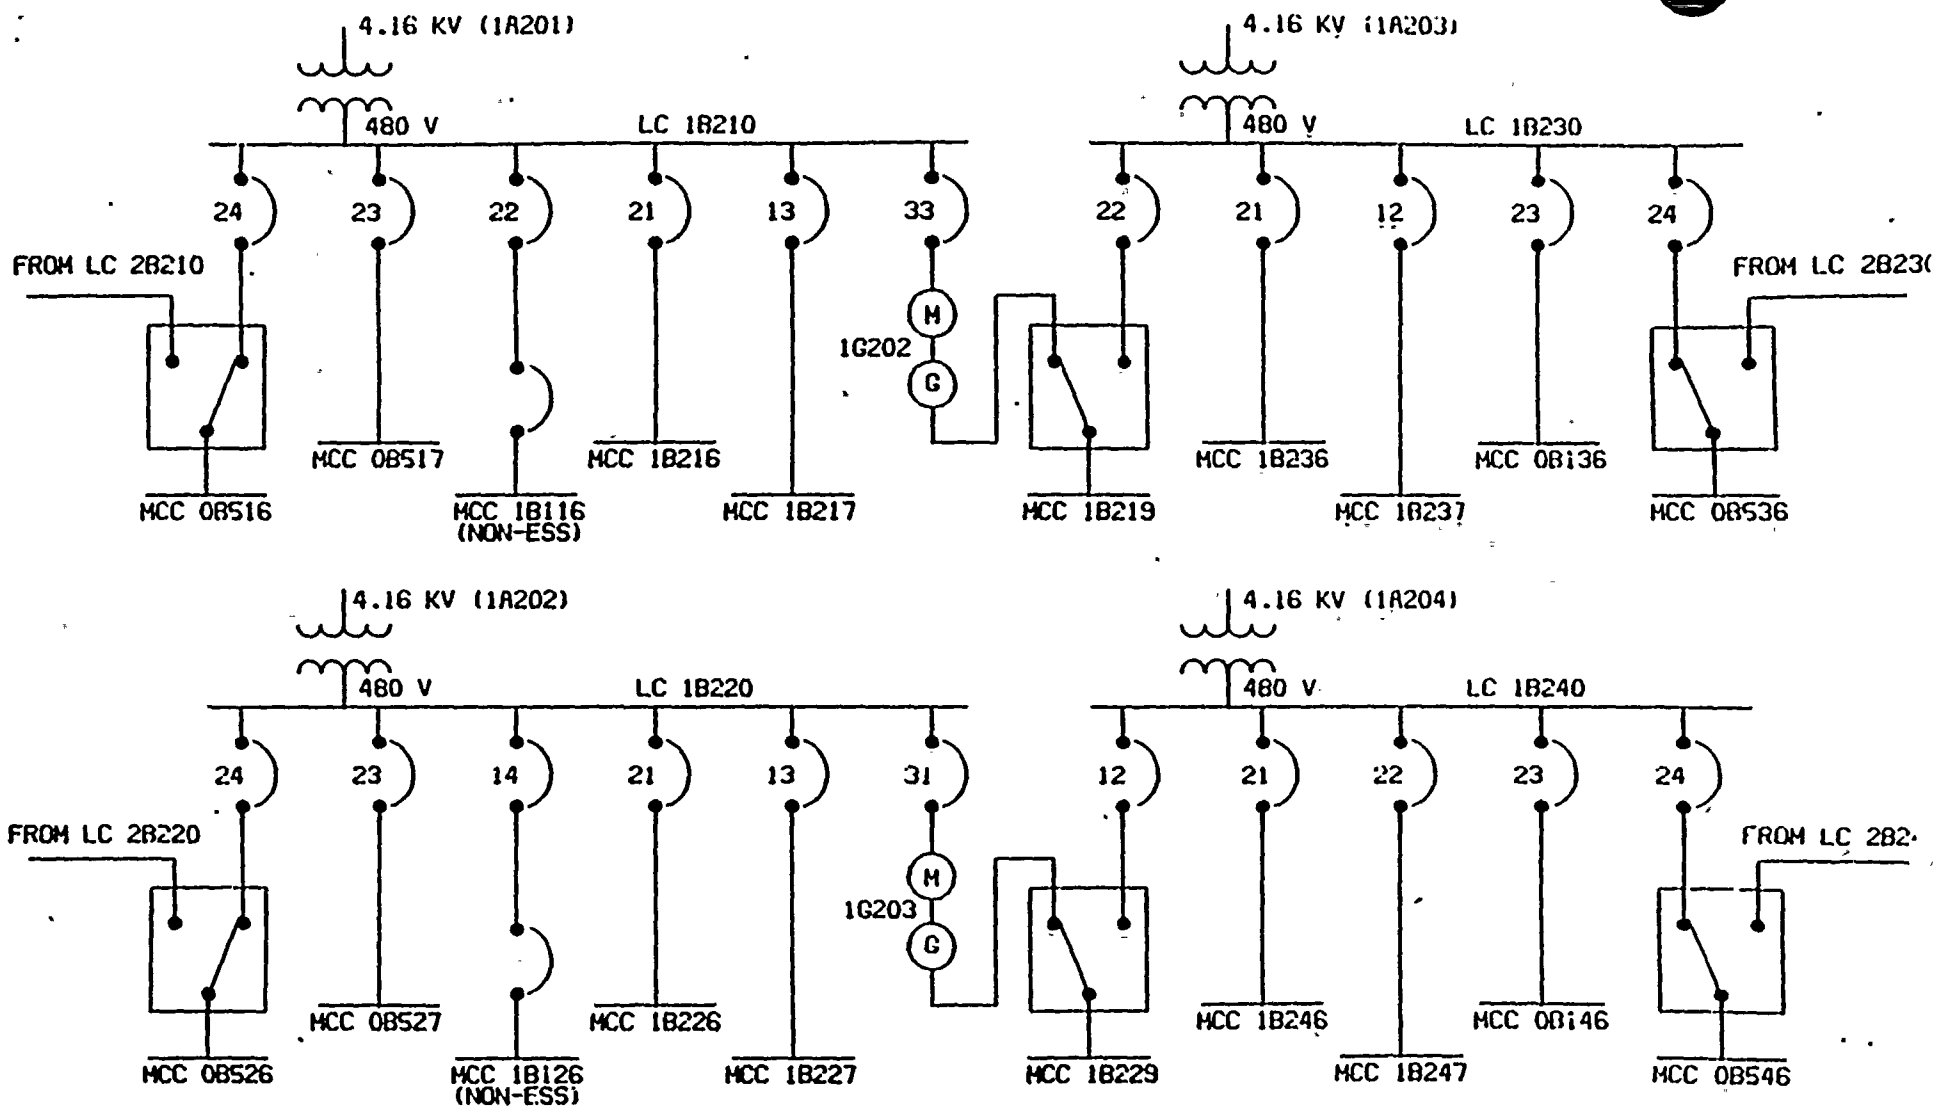 4.16 KV (1A201)
4.16 KV (1A203)
480 V
LC 1B210
480 V
LC 1B230
24
23
22
21
13
33
22
21
12
23
24
FROM LC 2B210
FROM LC 2B230
M
1G202
G
MCC 0B517
MCC 1B216
MCC 1B236
MCC 0B136
MCC 0B516
MCC 1B116
(NON-ESS)
MCC 1B217
MCC 1B219
MCC 1B237
MCC 0B536
4.16 KV (1A202)
4.16 KV (1A204)
480 V
LC 1B220
480 V
LC 1B240
24
23
14
21
13
31
12
21
22
23
24
FROM LC 2B220
FROM LC 2B2
M
1G203
G
MCC 0B527
MCC 1B226
MCC 1B246
MCC 0B146
MCC 0B526
MCC 1B126
(NON-ESS)
MCC 1B227
MCC 1B229
MCC 1B247
MCC 0B546